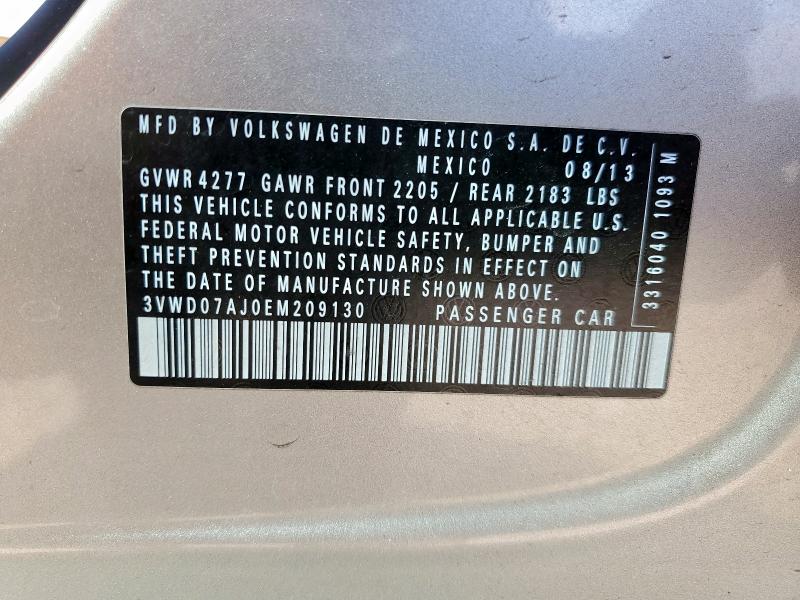 MFD BY VOLKSWAGEN DE MEXICO S.A. DE C.V.
MEXICO 08/13
GVWR 4277 GAWR FRONT 2205 / REAR 2183 LBS
THIS VEHICLE CONFORMS TO ALL APPLICABLE U.S.
FEDERAL MOTOR VEHICLE SAFETY, BUMPER AND
THEFT PREVENTION STANDARDS IN EFFECT ON
THE DATE OF MANUFACTURE SHOWN ABOVE.
3VWD07AJ0EM209130 PASSENGER CAR
3316040 1093 M